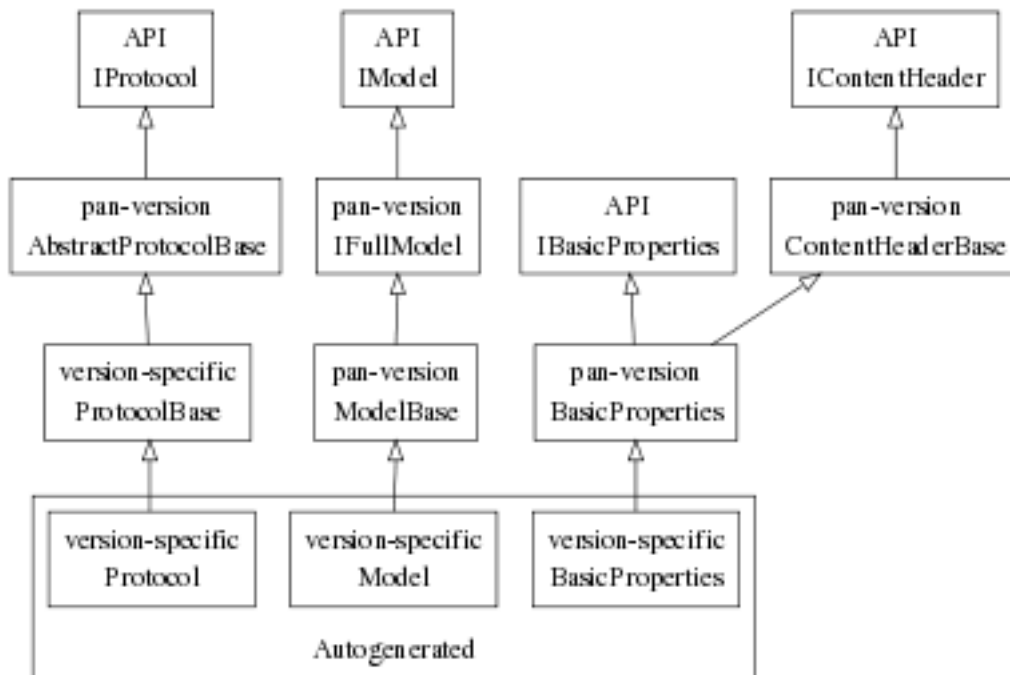 API
IProtocol
API
IModel
API
IContentHeader
pan-version
AbstractProtocolBase
pan-version
IFullModel
API
IBasicProperties
pan-version
ContentHeaderBase
version-specific
ProtocolBase
pan-version
ModelBase
pan-version
BasicProperties
version-specific
Protocol
version-specific
Model
version-specific
BasicProperties
Autogenerated